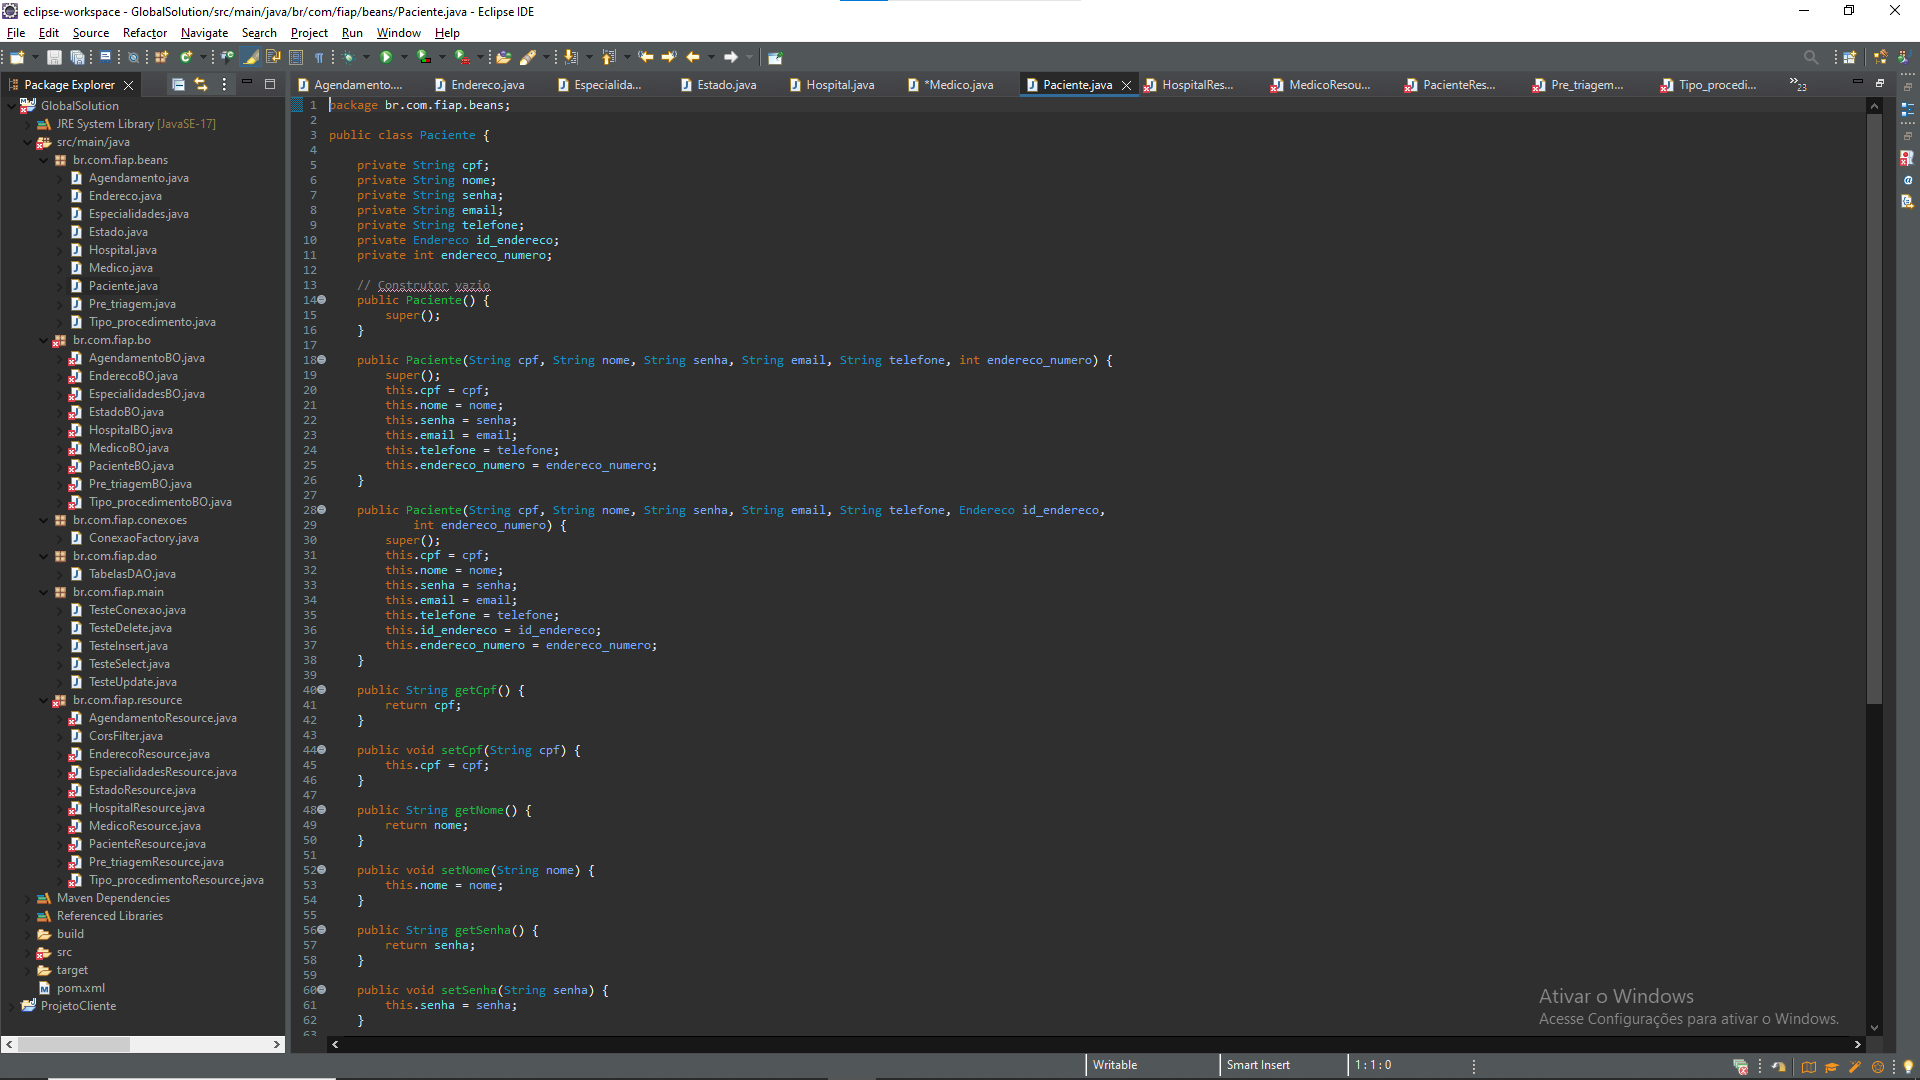 eclipse-workspace - GlobalSolution/src/main/java/br/com/fiap/beans/Paciente.java - Eclipse IDE
File Edit Source Refactor Navigate Search Project Run Window Help
Package Explorer
Agendamento.... Endereco.java Especialida... Estado.java Hospital.java *Medico.java Paciente.java HospitalRes... MedicoResou... PacienteRes... Pre_triagem... Tipo_procedi... »23
GlobalSolution
JRE System Library [JavaSE-17]
src/main/java
br.com.fiap.beans
Agendamento.java
Endereco.java
Especialidades.java
Estado.java
Hospital.java
Medico.java
Paciente.java
Pre_triagem.java
Tipo_procedimento.java
br.com.fiap.bo
AgendamentoBO.java
EnderecoBO.java
EspecialidadesBO.java
EstadoBO.java
HospitalBO.java
MedicoBO.java
PacienteBO.java
Pre_triagemBO.java
Tipo_procedimentoBO.java
br.com.fiap.conexoes
ConexaoFactory.java
br.com.fiap.dao
TabelasDAO.java
br.com.fiap.main
TesteConexao.java
TesteDelete.java
TesteInsert.java
TesteSelect.java
TesteUpdate.java
br.com.fiap.resource
AgendamentoResource.java
CorsFilter.java
EnderecoResource.java
EspecialidadesResource.java
EstadoResource.java
HospitalResource.java
MedicoResource.java
PacienteResource.java
Pre_triagemResource.java
Tipo_procedimentoResource.java
Maven Dependencies
Referenced Libraries
build
src
target
pom.xml
ProjetoCliente
1 package br.com.fiap.beans;
2
3 public class Paciente {
4
5 private String cpf;
6 private String nome;
7 private String senha;
8 private String email;
9 private String telefone;
10 private Endereco id_endereco;
11 private int endereco_numero;
12
13 // Construtor vazio
14 public Paciente() {
15 super();
16 }
17
18 public Paciente(String cpf, String nome, String senha, String email, String telefone, int endereco_numero) {
19 super();
20 this.cpf = cpf;
21 this.nome = nome;
22 this.senha = senha;
23 this.email = email;
24 this.telefone = telefone;
25 this.endereco_numero = endereco_numero;
26 }
27
28 public Paciente(String cpf, String nome, String senha, String email, String telefone, Endereco id_endereco,
29 int endereco_numero) {
30 super();
31 this.cpf = cpf;
32 this.nome = nome;
33 this.senha = senha;
34 this.email = email;
35 this.telefone = telefone;
36 this.id_endereco = id_endereco;
37 this.endereco_numero = endereco_numero;
38 }
39
40 public String getCpf() {
41 return cpf;
42 }
43
44 public void setCpf(String cpf) {
45 this.cpf = cpf;
46 }
47
48 public String getNome() {
49 return nome;
50 }
51
52 public void setNome(String nome) {
53 this.nome = nome;
54 }
55
56 public String getSenha() {
57 return senha;
58 }
59
60 public void setSenha(String senha) {
61 this.senha = senha;
62 }
63
Ativar o Windows
Acesse Configurações para ativar o Windows.
Writable Smart Insert 1 : 1 : 0